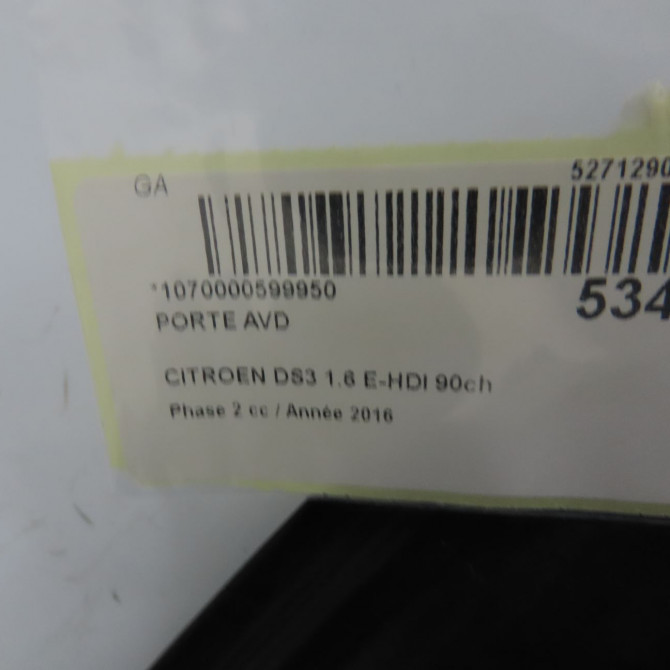 GA
5271290
*1070000599950
534
PORTE AVD
CITROEN DS3 1.6 E-HDI 90ch
Phase 2 cc / Année 2016